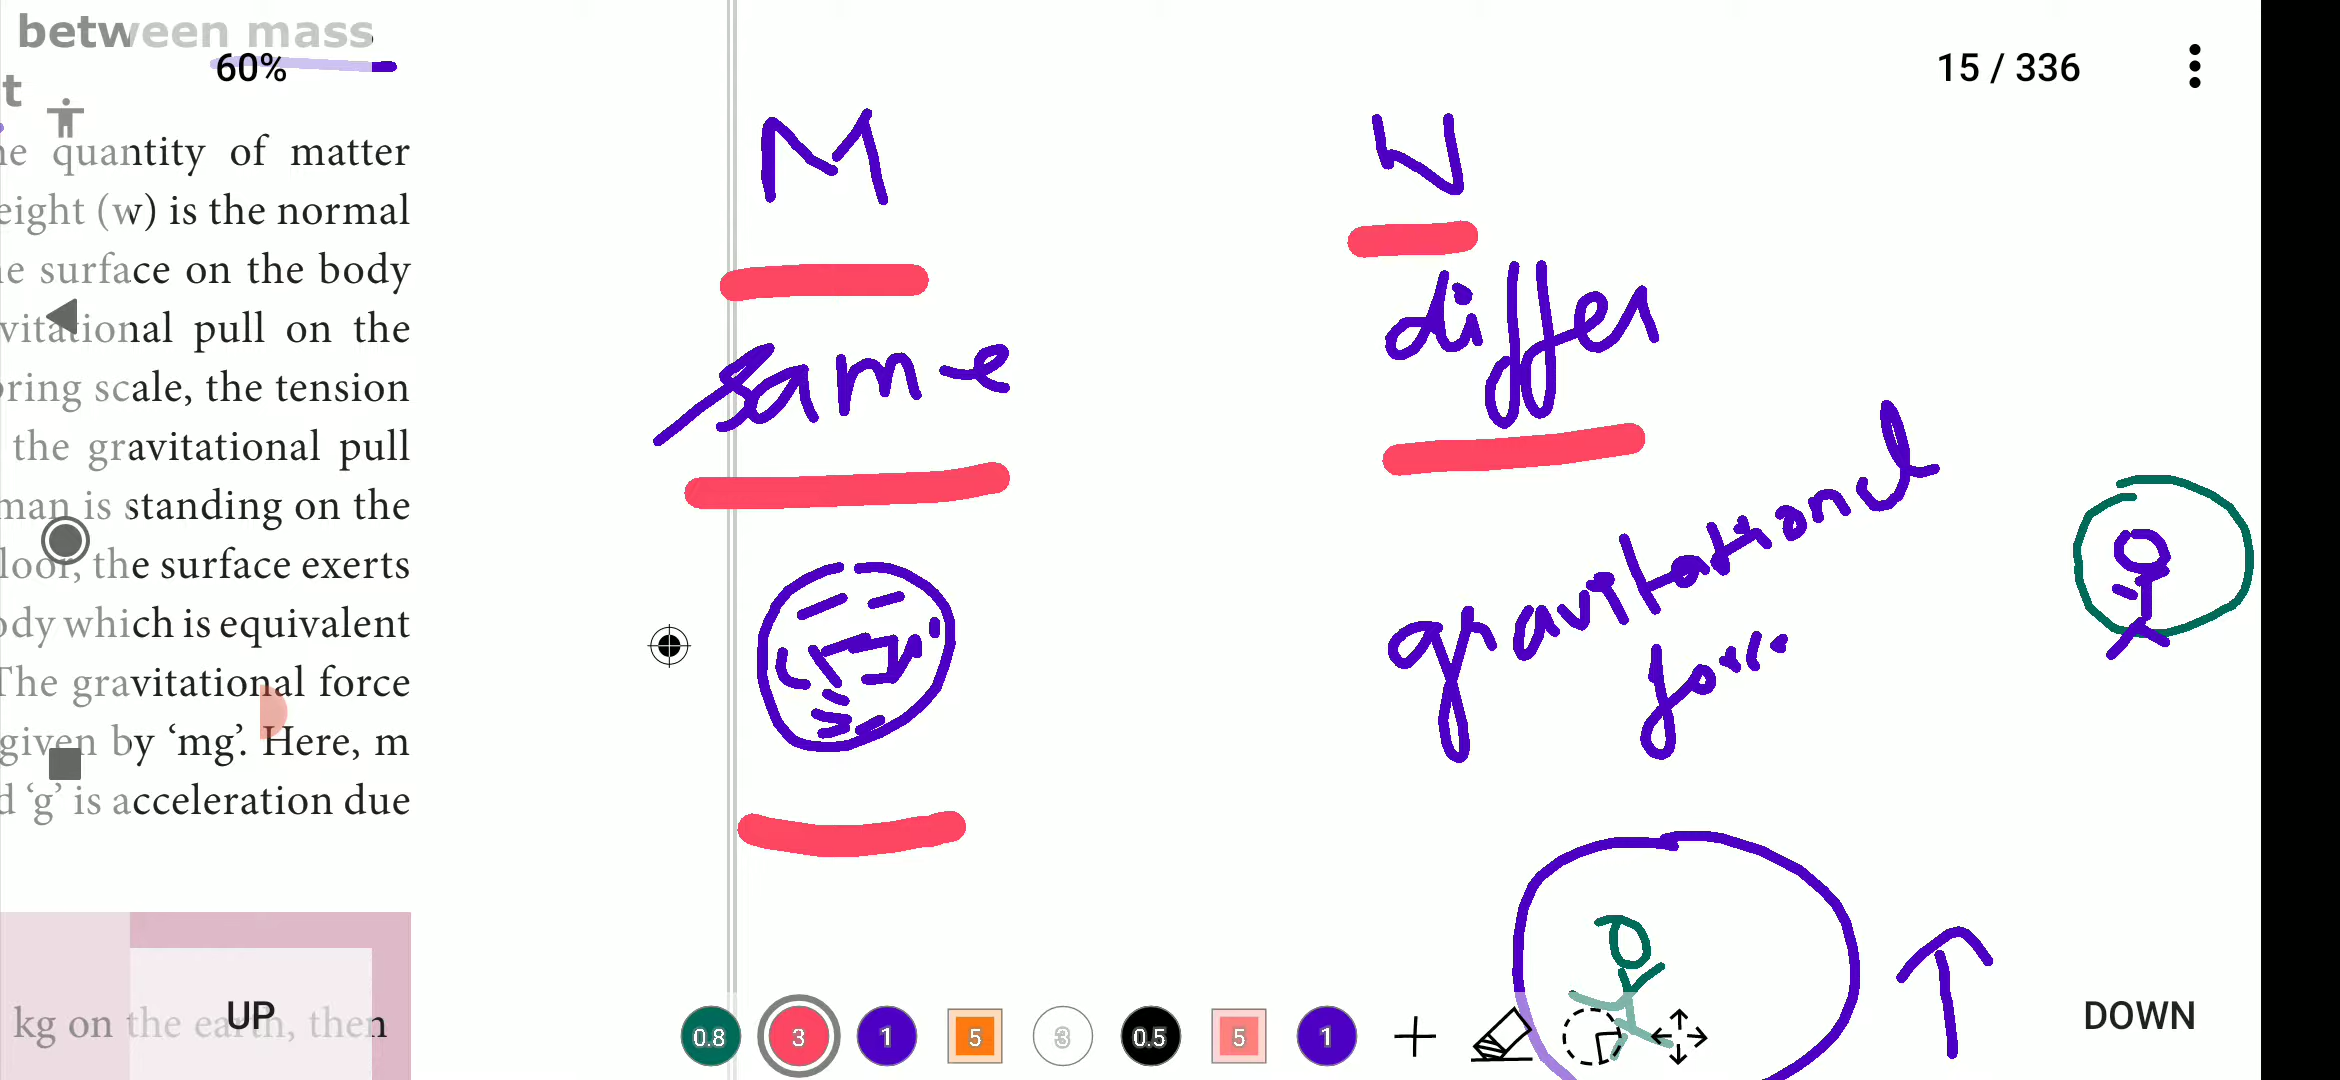 between mass
60%
15 / 336
t
he quantity of matter
eight (w) is the normal
he surface on the body
vitational pull on the
pring scale, the tension
the gravitational pull
man is standing on the
loor, the surface exerts
ody which is equivalent
The gravitational force
given by ‘mg’. Here, m
d ‘g’ is acceleration due
kg on the earth, then
UP
M
W
same
differ
gravitational
force
0.8 3 1 5 3 0.5 5 1
DOWN